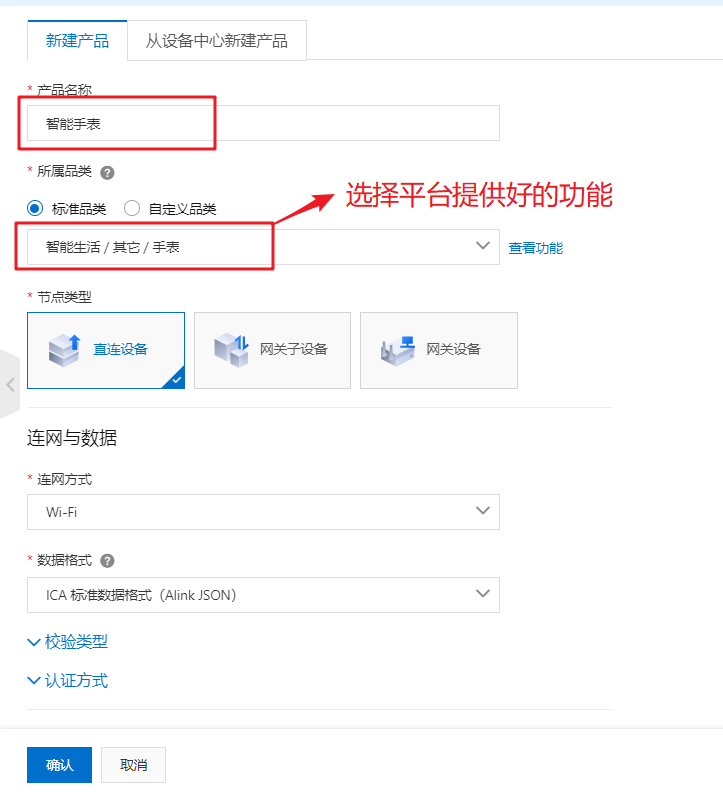 新建产品 从设备中心新建产品
* 产品名称
智能手表
* 所属品类 ?
选择平台提供好的功能
标准品类 自定义品类
智能生活 / 其它 / 手表 查看功能
* 节点类型
直连设备 网关子设备 网关设备
连网与数据
* 连网方式
Wi-Fi
* 数据格式 ?
ICA 标准数据格式（Alink JSON）
校验类型
认证方式
确认 取消